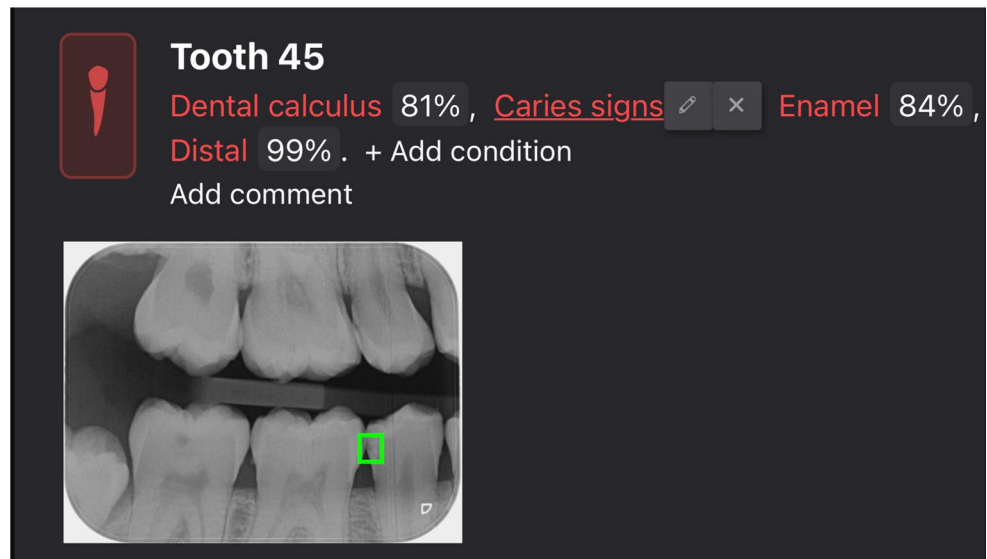 Tooth 45
Dental calculus 81%, Caries signs Enamel 84%,
Distal 99%. + Add condition
Add comment